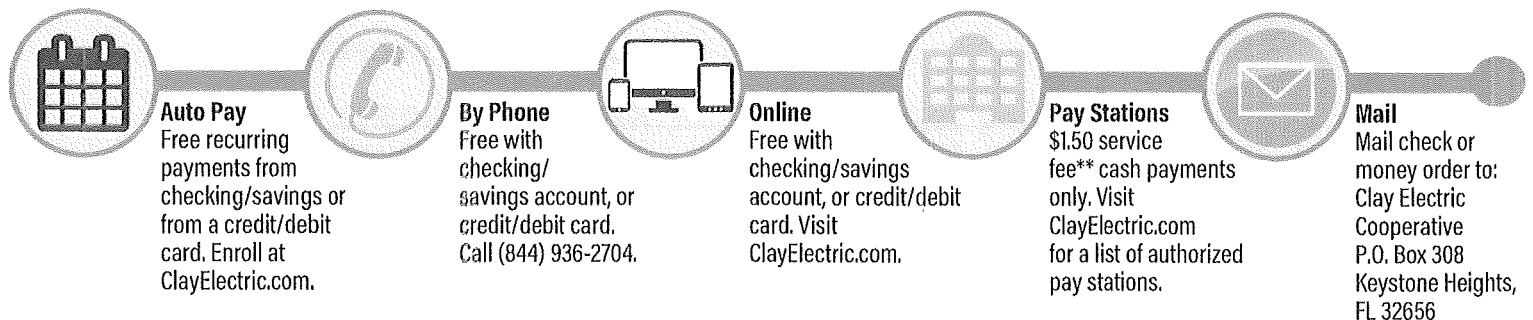 Auto Pay
Free recurring
payments from
checking/savings or
from a credit/debit
card. Enroll at
ClayElectric.com.
By Phone
Free with
checking/
savings account, or
credit/debit card.
Call (844) 936-2704.
Online
Free with
checking/savings
account, or credit/debit
card. Visit
ClayElectric.com.
Pay Stations
$1.50 service
fee** cash payments
only. Visit
ClayElectric.com
for a list of authorized
pay stations.
Mail
Mail check or
money order to:
Clay Electric
Cooperative
P.O. Box 308
Keystone Heights,
FL 32656